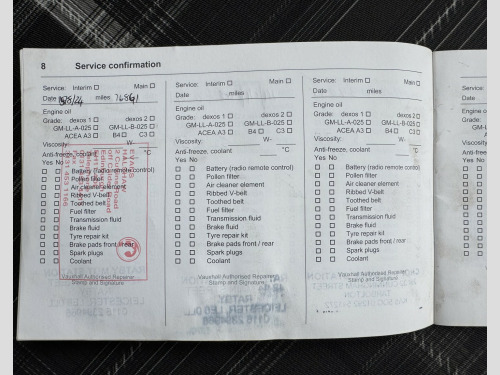 8 Service confirmation
Service: Interim □ Main □
Date miles
Engine oil
Grade: dexos 1 □ dexos 2 □
GM-LL-A-025 □ GM-LL-B-025 □
ACEA A3 □ B4 □ C3 □
Viscosity: W-
Anti-freeze, coolant °C
Yes No
□ □ Battery (radio remote control)
□ □ Pollen filter
□ □ Air cleaner element
□ □ Ribbed V-belt
□ □ Toothed belt
□ □ Fuel filter
□ □ Transmission fluid
□ □ Brake fluid
□ □ Tyre repair kit
□ □ Brake pads front / rear
□ □ Spark plugs
□ □ Coolant
Vauxhall Authorised Repairer
Stamp and Signature
Service: Interim □ Main □
Date miles
Engine oil
Grade: dexos 1 □ dexos 2 □
GM-LL-A-025 □ GM-LL-B-025 □
ACEA A3 □ B4 □ C3 □
Viscosity: W-
Anti-freeze, coolant °C
Yes No
□ □ Battery (radio remote control)
□ □ Pollen filter
□ □ Air cleaner element
□ □ Ribbed V-belt
□ □ Toothed belt
□ □ Fuel filter
□ □ Transmission fluid
□ □ Brake fluid
□ □ Tyre repair kit
□ □ Brake pads front / rear
□ □ Spark plugs
□ □ Coolant
Vauxhall Authorised Repairer
Stamp and Signature
Service: Interim □ Main □
Date miles
Engine oil
Grade: dexos 1 □ dexos 2 □
GM-LL-A-025 □ GM-LL-B-025 □
ACEA A3 □ B4 □ C3 □
Viscosity: W-
Anti-freeze, coolant °C
Yes No
□ □ Battery (radio remote control)
□ □ Pollen filter
□ □ Air cleaner element
□ □ Ribbed V-belt
□ □ Toothed belt
□ □ Fuel filter
□ □ Transmission fluid
□ □ Brake fluid
□ □ Tyre repair kit
□ □ Brake pads front / rear
□ □ Spark plugs
□ □ Coolant
Vauxhall Authorised Repairer
Stamp and Signature
Service:
Date
Engine
Grade:
Viscosity
Anti-free
Yes No